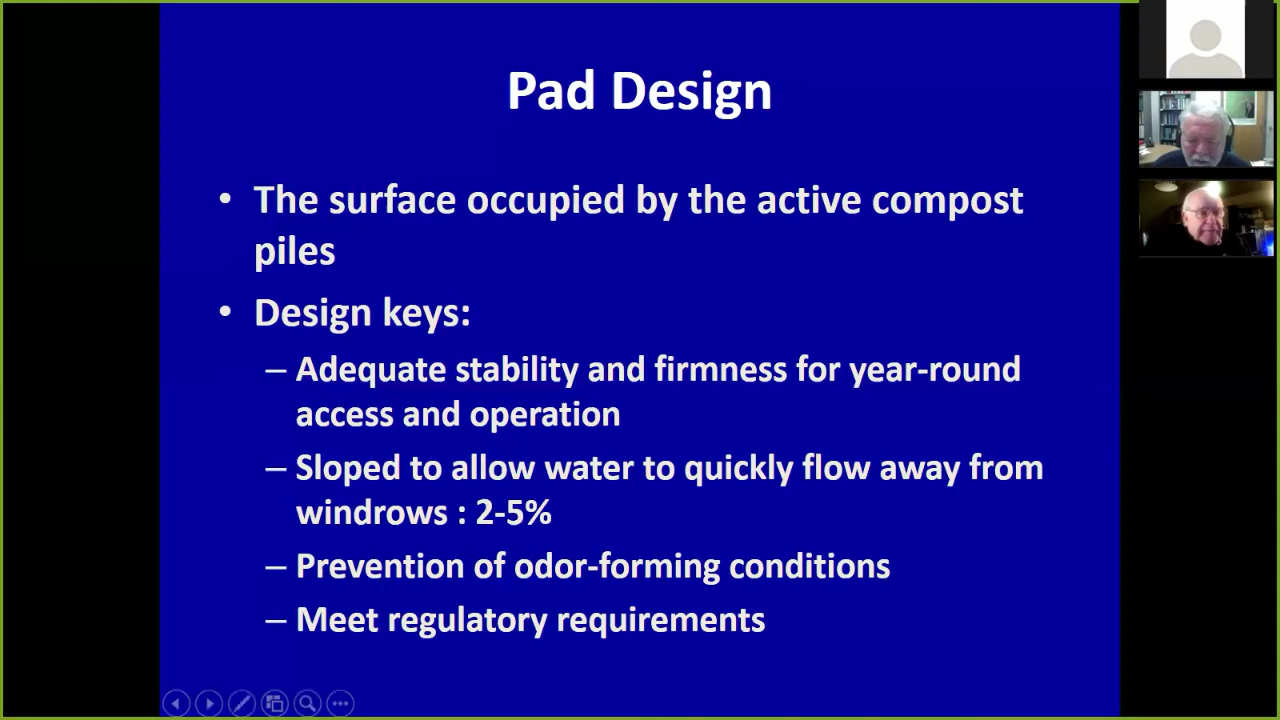 Pad Design
• The surface occupied by the active compost
piles
• Design keys:
– Adequate stability and firmness for year-round
access and operation
– Sloped to allow water to quickly flow away from
windrows : 2-5%
– Prevention of odor-forming conditions
– Meet regulatory requirements